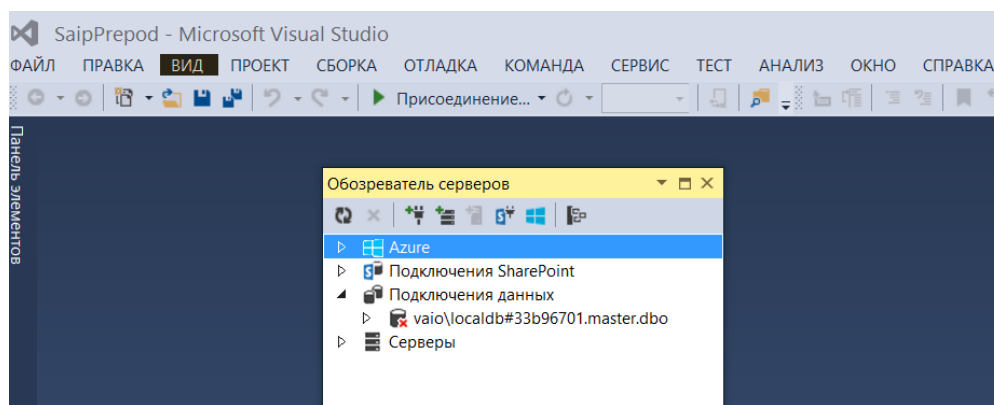 SaipPrepod - Microsoft Visual Studio
ФАЙЛ ПРАВКА ВИД ПРОЕКТ СБОРКА ОТЛАДКА КОМАНДА СЕРВИС ТЕСТ АНАЛИЗ ОКНО СПРАВКА
Присоединение...
Панель элементов
Обозреватель серверов
Azure
Подключения SharePoint
Подключения данных
vaio\localdb#33b96701.master.dbo
Серверы